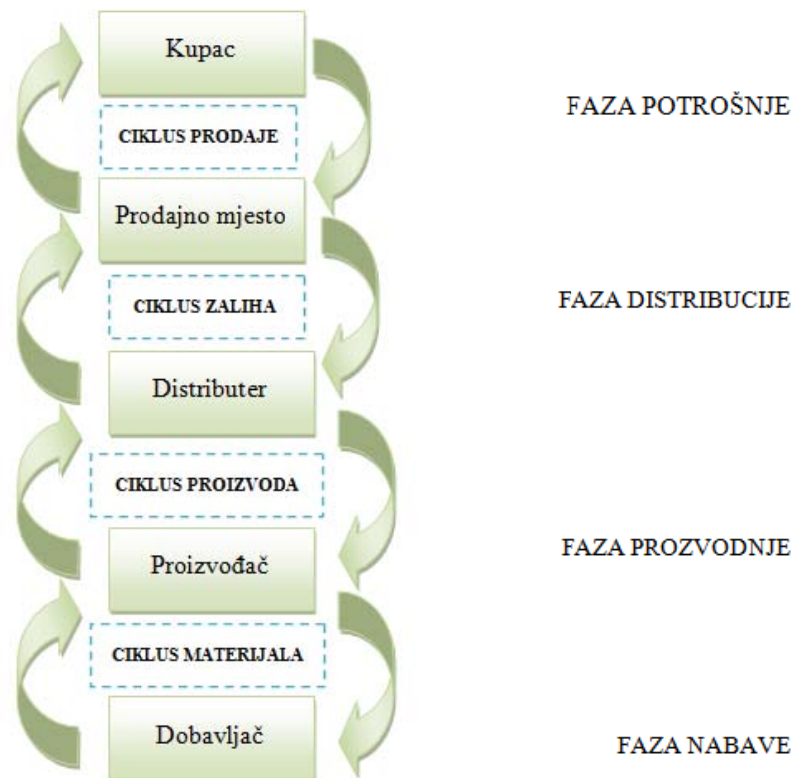 Kupac
FAZA POTROŠNJE
CIKLUS PRODAJE
Prodajno mjesto
CIKLUS ZALIHA
FAZA DISTRIBUCIJE
Distributer
CIKLUS PROIZVODA
Proizvođač
FAZA PROZVODNJE
CIKLUS MATERIJALA
Dobavljač
FAZA NABAVE